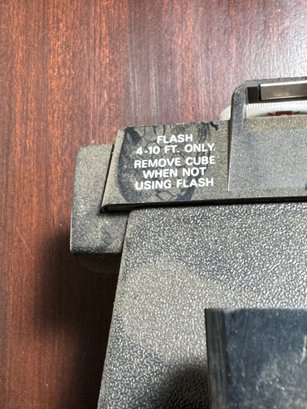 FLASH
4-10 FT. ONLY
REMOVE CUBE
WHEN NOT
USING FLASH